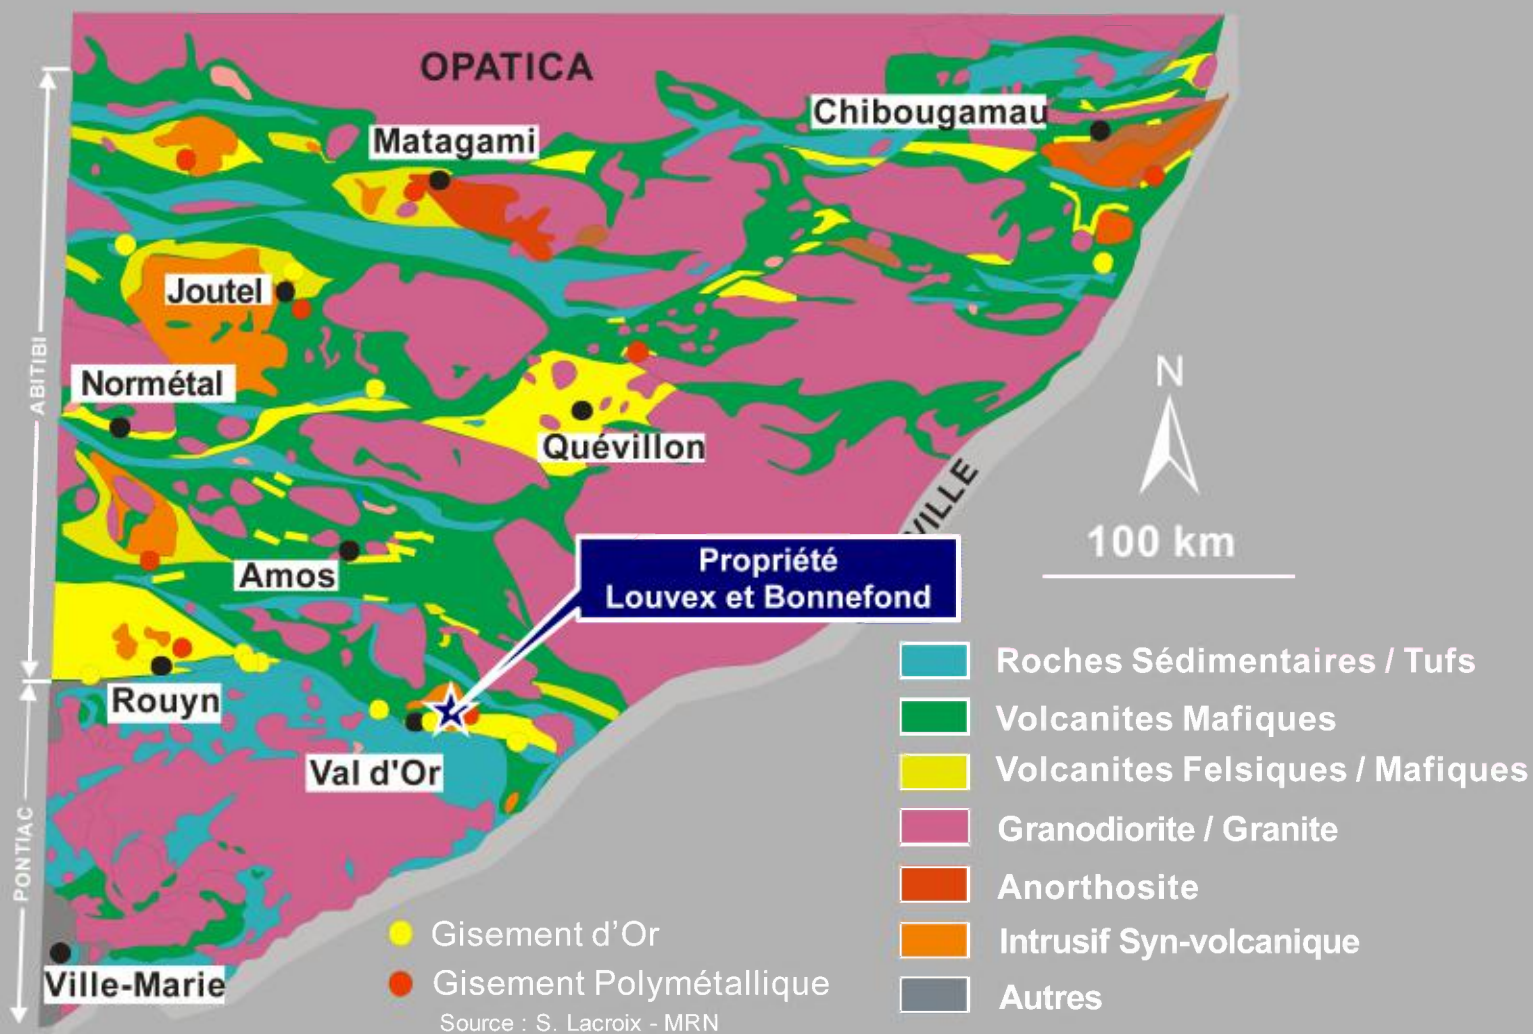 OPATICA
Chibougamau
Matagami
Joutel
ABITIBI
Normétal
N
Quévillon
VILLE
100 km
Propriété
Louvex et Bonnefond
Amos
Roches Sédimentaires / Tufs
Rouyn
Volcanites Mafiques
Val d'Or
Volcanites Felsiques / Mafiques
Granodiorite / Granite
PONTIAC
Anorthosite
Gisement d’Or
Intrusif Syn-volcanique
Ville-Marie
Gisement Polymétallique
Autres
Source : S. Lacroix - MRN